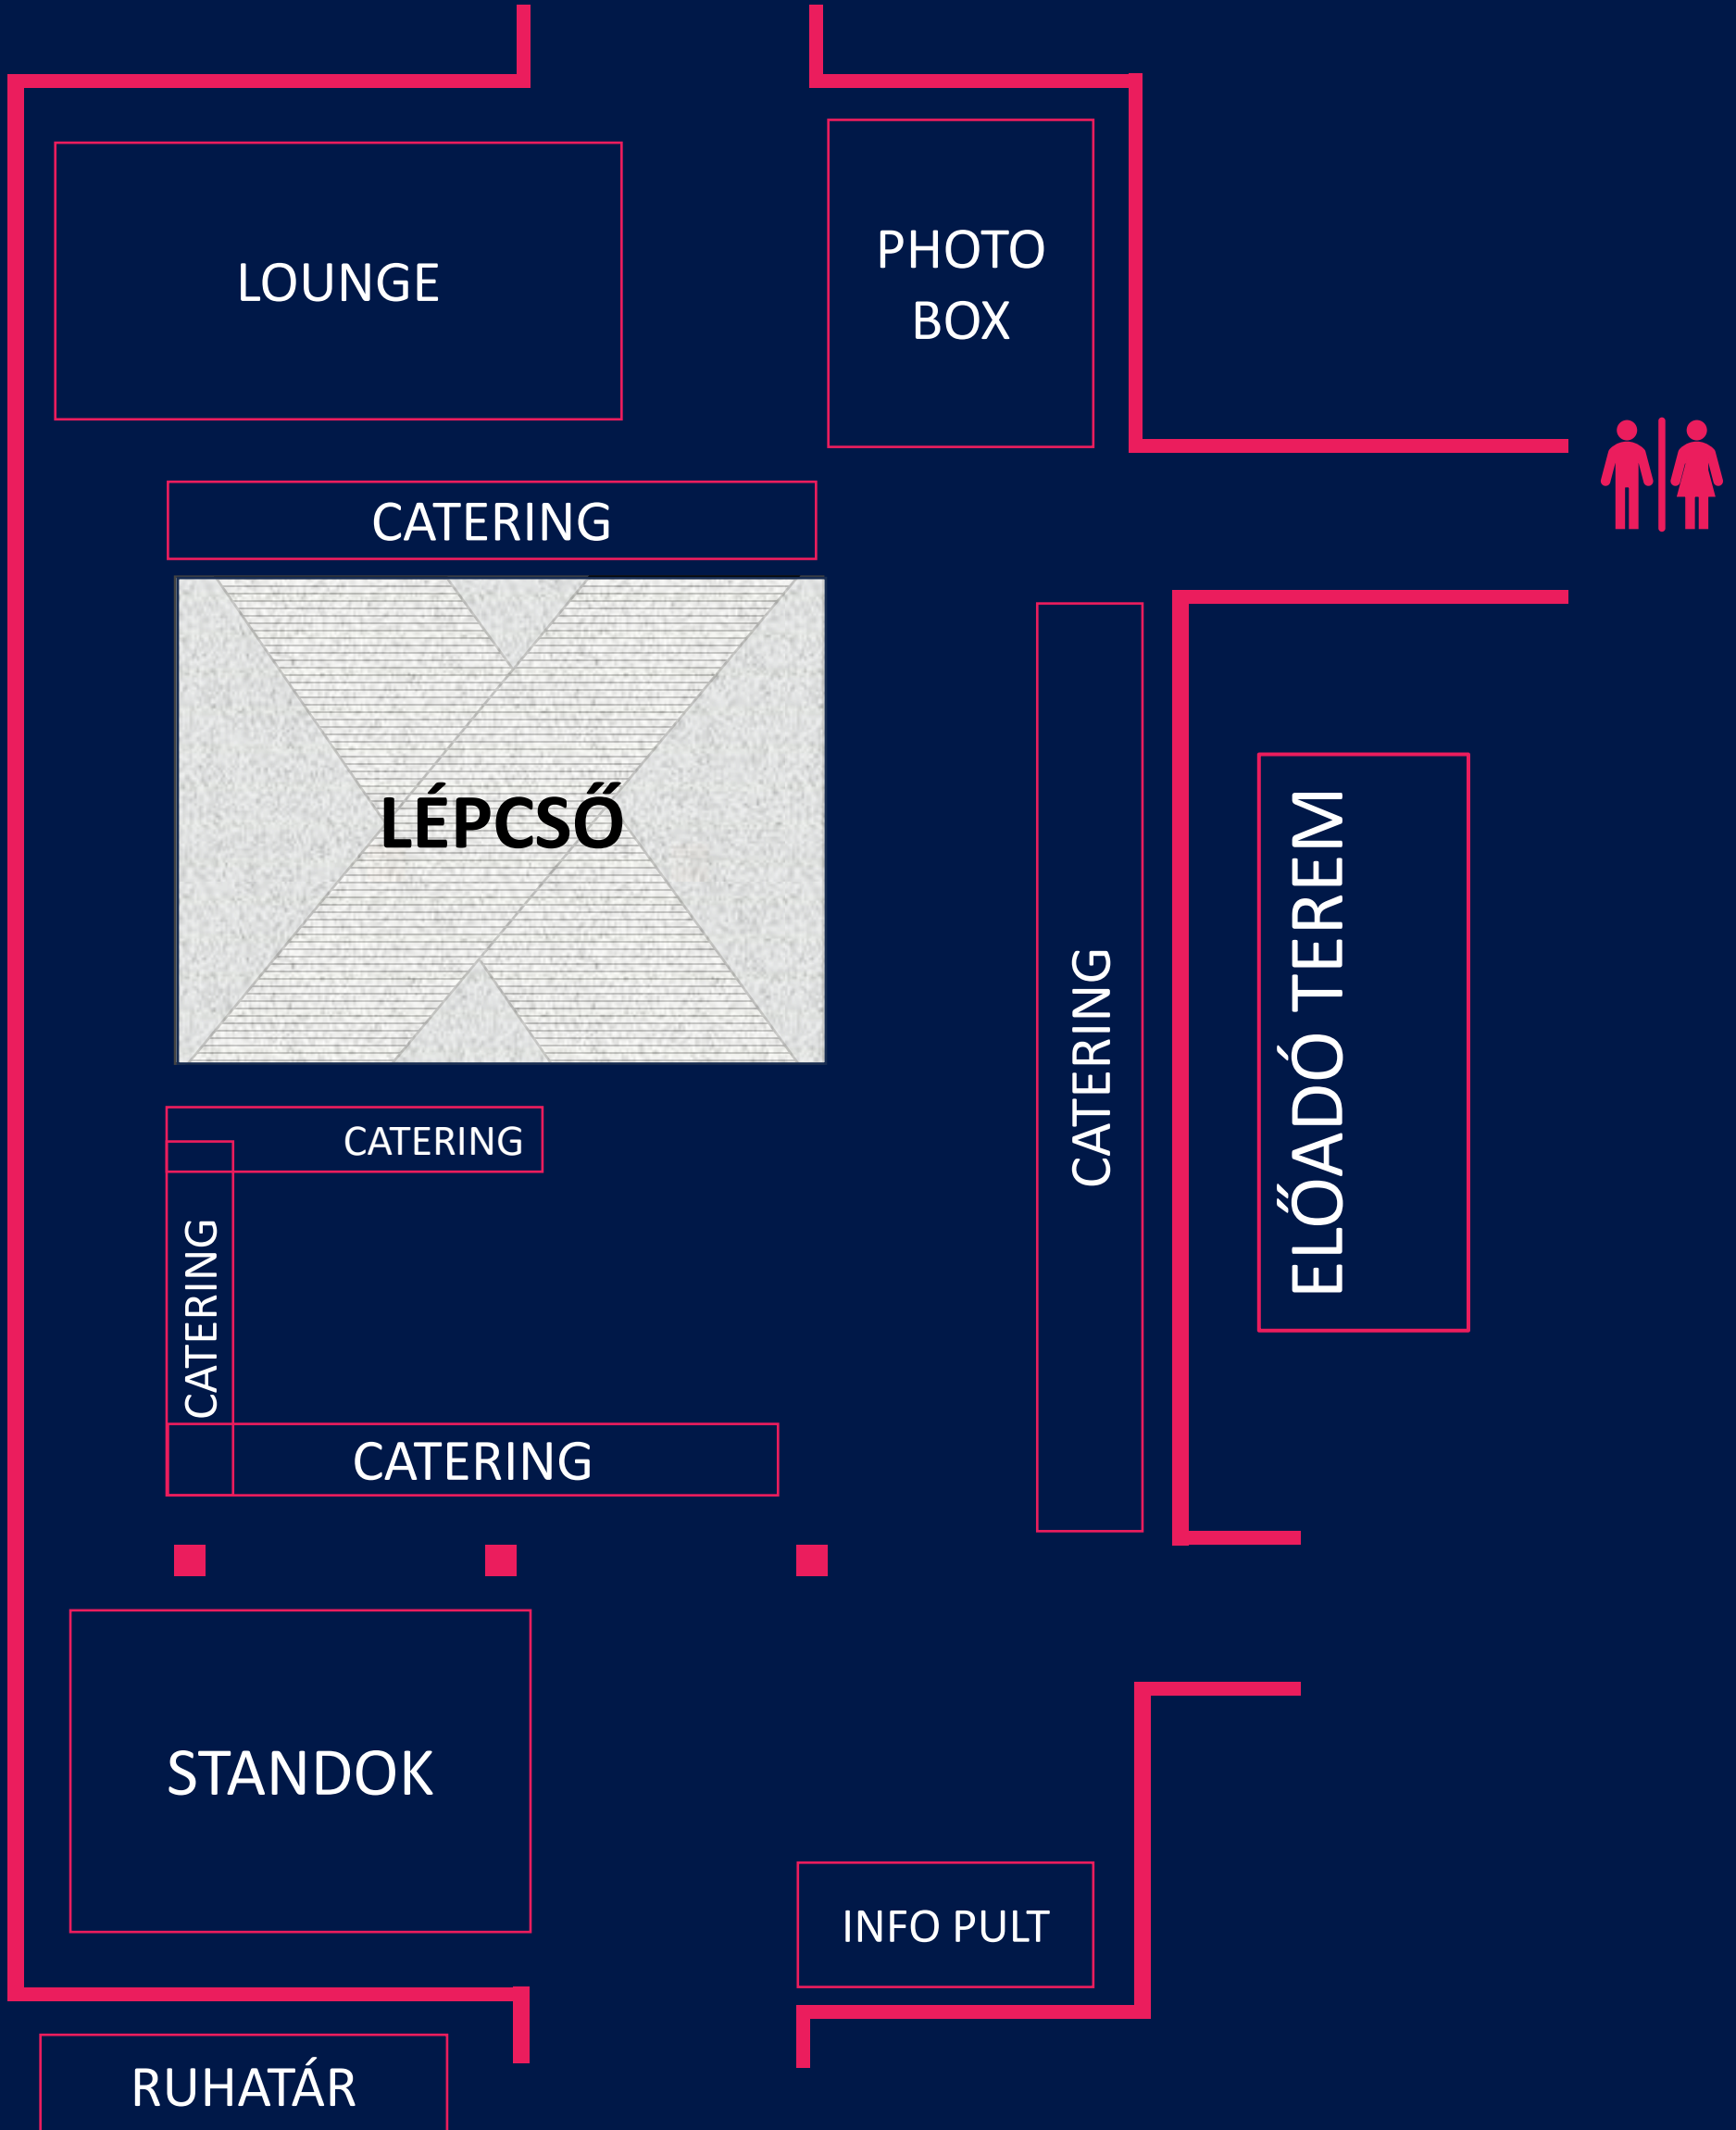 LOUNGE
PHOTO
BOX
CATERING
LÉPCSŐ
CATERING
ELŐADÓ TEREM
CATERING
CATERING
CATERING
STANDOK
INFO PULT
RUHATÁR